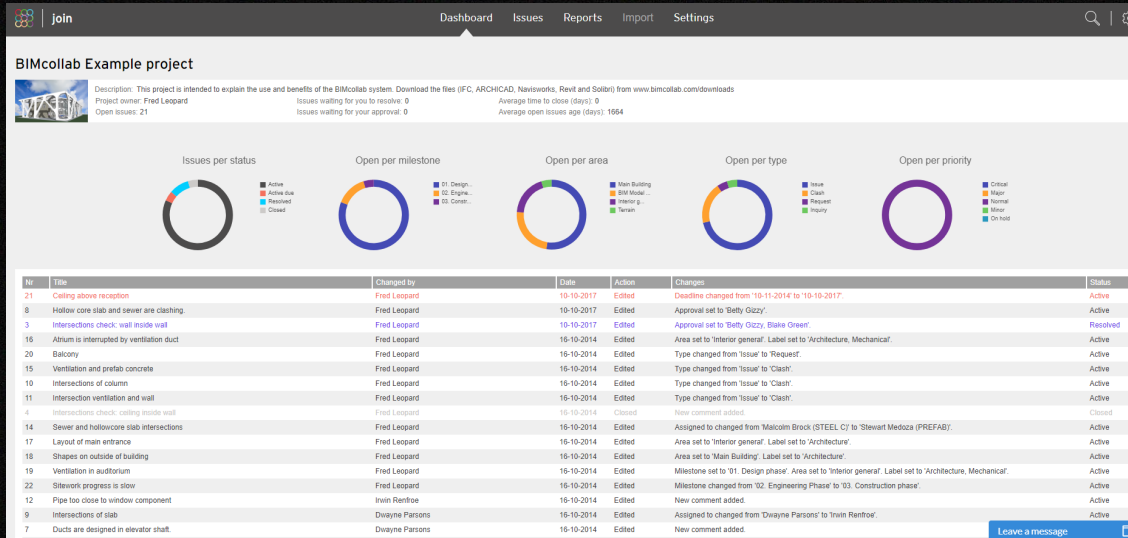 join Dashboard Issues Reports Import Settings
BIMcollab Example project
Description: This project is intended to explain the use and benefits of the BIMcollab system. Download the files (IFC, ARCHICAD, Navisworks, Revit and Solibri) from www.bimcollab.com/downloads
Project owner: Fred Leopard Issues waiting for you to resolve: 0 Average time to close (days): 0
Open issues: 21 Issues waiting for your approval: 0 Average open issues age (days): 1664
Issues per status Open per milestone Open per area Open per type Open per priority
Active 01. Design... Main Building Issue Critical
Active due 02. Engine... BIM Model ... Clash Major
Resolved 03. Constr... Interior g... Request Normal
Closed Terrain Inquiry Minor
On hold
Nr Title Changed by Date Action Changes Status
21 Ceiling above reception Fred Leopard 10-10-2017 Edited Deadline changed from '10-11-2014' to '10-10-2017'. Active
8 Hollow core slab and sewer are clashing. Fred Leopard 10-10-2017 Edited Approval set to 'Betty Gizzy'. Active
3 Intersections check: wall inside wall Fred Leopard 10-10-2017 Edited Approval set to 'Betty Gizzy, Blake Green'. Resolved
16 Atrium is interrupted by ventilation duct Fred Leopard 16-10-2014 Edited Area set to 'Interior general'. Label set to 'Architecture, Mechanical'. Active
20 Balcony Fred Leopard 16-10-2014 Edited Type changed from 'Issue' to 'Request'. Active
15 Ventilation and prefab concrete Fred Leopard 16-10-2014 Edited Type changed from 'Issue' to 'Clash'. Active
10 Intersections of column Fred Leopard 16-10-2014 Edited Type changed from 'Issue' to 'Clash'. Active
11 Intersection ventilation and wall Fred Leopard 16-10-2014 Edited Type changed from 'Issue' to 'Clash'. Active
4 Intersections check: ceiling inside wall Fred Leopard 16-10-2014 Closed New comment added. Closed
14 Sewer and hollowcore slab intersections Fred Leopard 16-10-2014 Edited Assigned to changed from 'Malcolm Brock (STEEL C)' to 'Stewart Medoza (PREFAB)'. Active
17 Layout of main entrance Fred Leopard 16-10-2014 Edited Area set to 'Interior general'. Label set to 'Architecture'. Active
18 Shapes on outside of building Fred Leopard 16-10-2014 Edited Area set to 'Main Building'. Label set to 'Architecture'. Active
19 Ventilation in auditorium Fred Leopard 16-10-2014 Edited Milestone set to '01. Design phase'. Area set to 'Interior general'. Label set to 'Architecture, Mechanical'. Active
22 Sitework progress is slow Fred Leopard 16-10-2014 Edited Milestone changed from '02. Engineering Phase' to '03. Construction phase'. Active
12 Pipe too close to window component Irwin Renfroe 16-10-2014 Edited New comment added. Active
9 Intersections of slab Dwayne Parsons 16-10-2014 Edited Assigned to changed from 'Dwayne Parsons' to 'Irwin Renfroe'. Active
7 Ducts are designed in elevator shaft. Dwayne Parsons 16-10-2014 Edited New comment added.
Leave a message